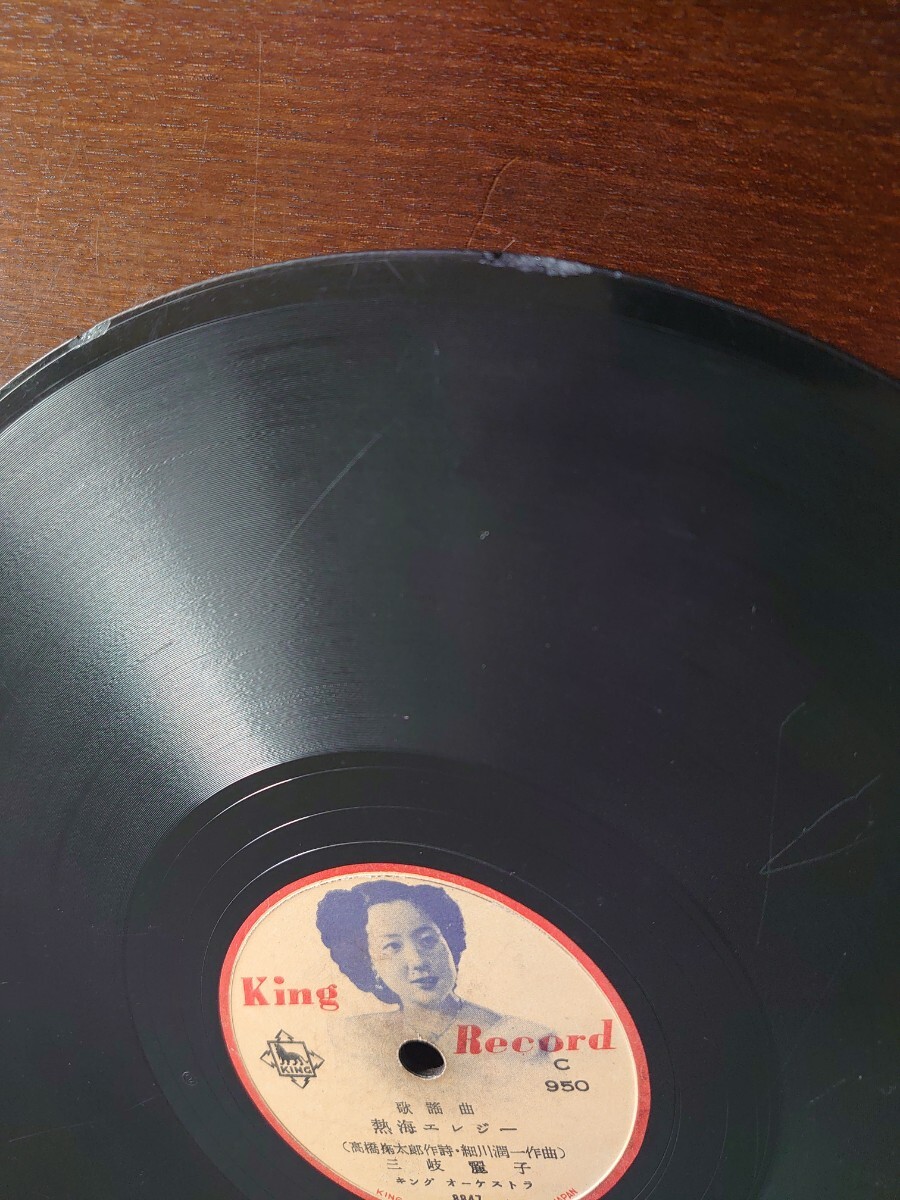 King
Record
KING
C
950
歌謡曲
熱海エレジー
(高橋掬太郎作詩・細川潤一作曲)
三岐麗子
キング オーケストラ
KING
JAPAN